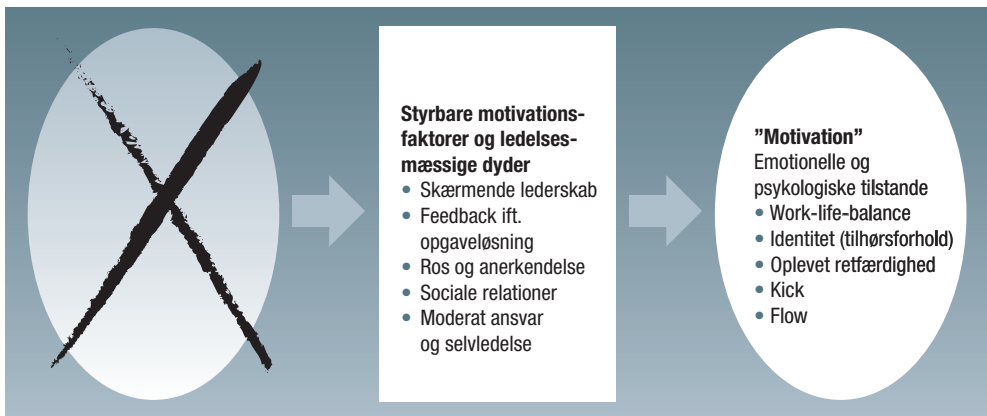 Styrbare motivations-
faktorer og ledelses-
mæssige dyder
• Skærmende lederskab
• Feedback ift.
opgaveløsning
• Ros og anerkendelse
• Sociale relationer
• Moderat ansvar
og selvledelse
”Motivation”
Emotionelle og
psykologiske tilstande
• Work-life-balance
• Identitet (tilhørsforhold)
• Oplevet retfærdighed
• Kick
• Flow